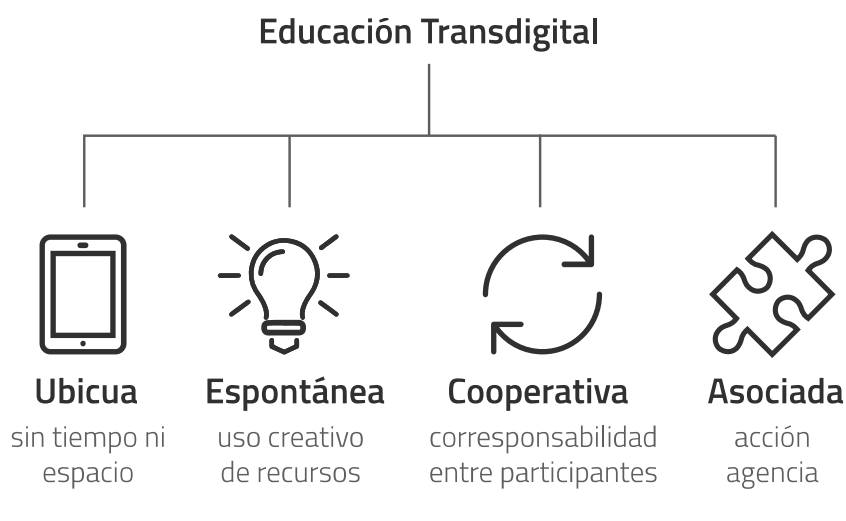 Educación Transdigital
Ubicua
sin tiempo ni
espacio
Espontánea
uso creativo
de recursos
Cooperativa
corresponsabilidad
entre participantes
Asociada
acción
agencia